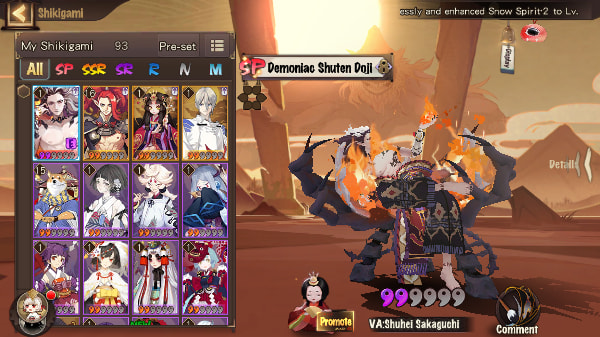 Shikigami
essly and enhanced Snow Spirit·2 to Lv.
My Shikigami 93 Pre-set
All SP SSR SR R N M
SP Demoniac Shuten Doji
Display
Detail
15
Promote
VA:Shuhei Sakaguchi
Comment